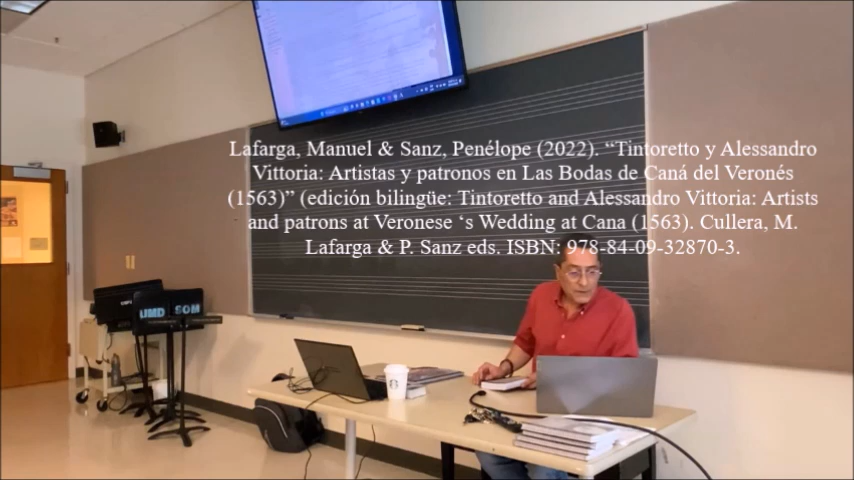 Lafarga, Manuel & Sanz, Penélope (2022). “Tintoretto y Alessandro
Vittoria: Artistas y patronos en Las Bodas de Caná del Veronés
(1563)” (edición bilingüe: Tintoretto and Alessandro Vittoria: Artists
and patrons at Veronese ‘s Wedding at Cana (1563). Cullera, M.
Lafarga & P. Sanz eds. ISBN: 978-84-09-32870-3.
UMD SOM